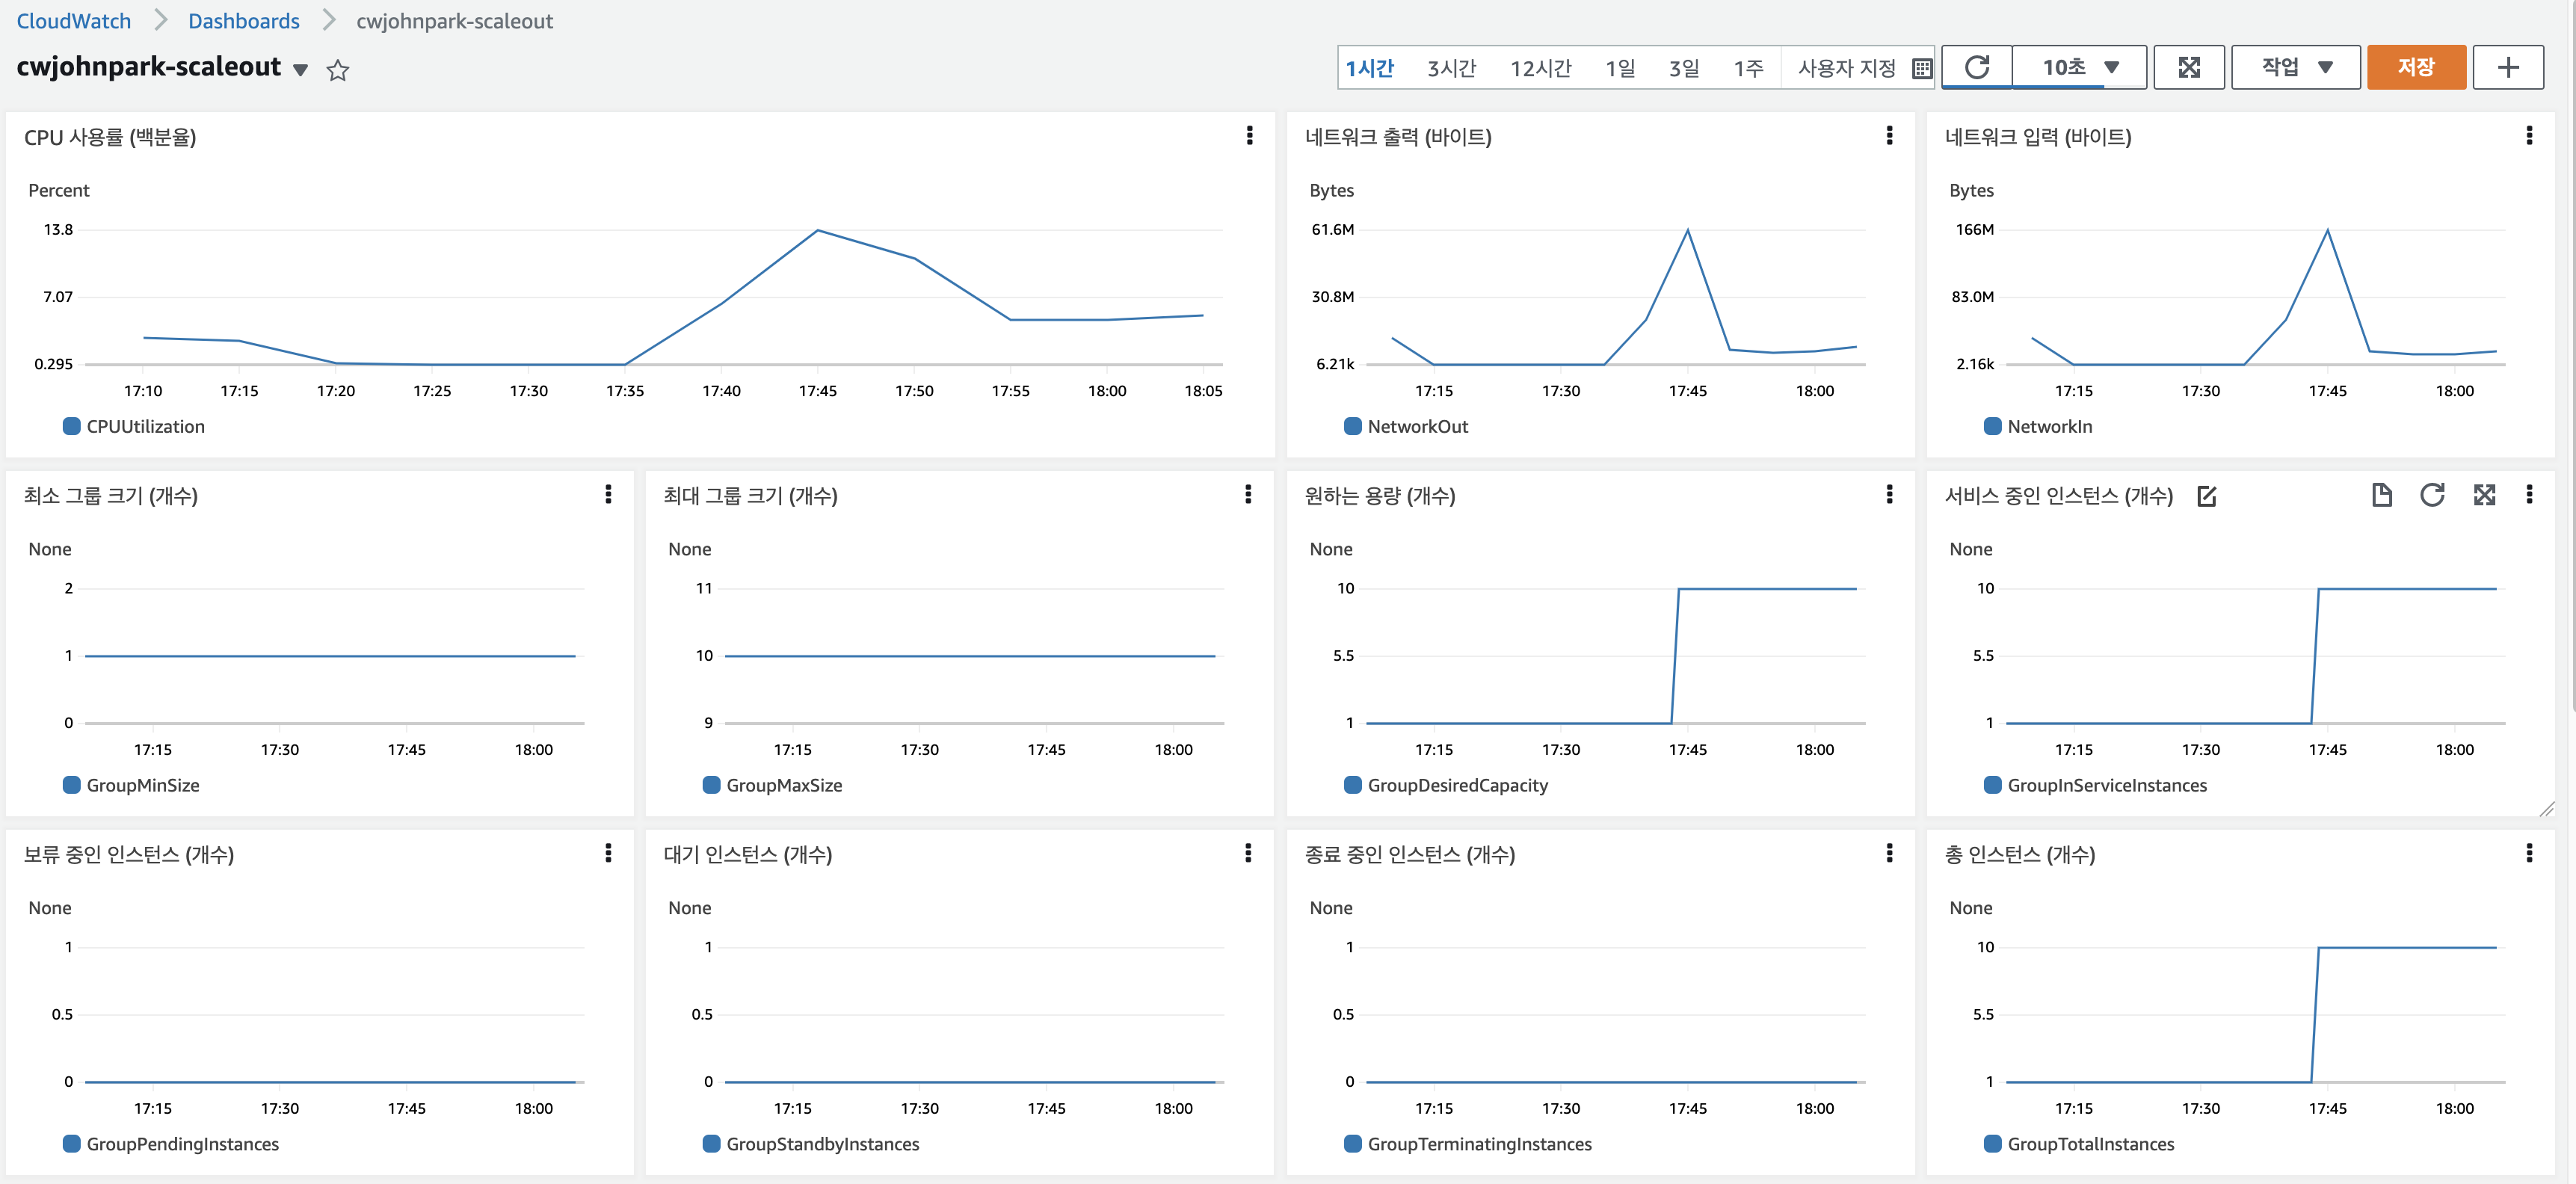 CloudWatch > Dashboards > cwjohnpark-scaleout
cwjohnpark-scaleout
1시간 3시간 12시간 1일 3일 1주 사용자 지정 10초 작업 저장
CPU 사용률 (백분율)
Percent
13.8
7.07
0.295
17:10 17:15 17:20 17:25 17:30 17:35 17:40 17:45 17:50 17:55 18:00 18:05
CPUUtilization
네트워크 출력 (바이트)
Bytes
61.6M
30.8M
6.21k
17:15 17:30 17:45 18:00
NetworkOut
네트워크 입력 (바이트)
Bytes
166M
83.0M
2.16k
17:15 17:30 17:45 18:00
NetworkIn
최소 그룹 크기 (개수)
None
2
1
0
17:15 17:30 17:45 18:00
GroupMinSize
최대 그룹 크기 (개수)
None
11
10
9
17:15 17:30 17:45 18:00
GroupMaxSize
원하는 용량 (개수)
None
10
5.5
1
17:15 17:30 17:45 18:00
GroupDesiredCapacity
서비스 중인 인스턴스 (개수)
None
10
5.5
1
17:15 17:30 17:45 18:00
GroupInServiceInstances
보류 중인 인스턴스 (개수)
None
1
0.5
0
17:15 17:30 17:45 18:00
GroupPendingInstances
대기 인스턴스 (개수)
None
1
0.5
0
17:15 17:30 17:45 18:00
GroupStandbyInstances
종료 중인 인스턴스 (개수)
None
1
0.5
0
17:15 17:30 17:45 18:00
GroupTerminatingInstances
총 인스턴스 (개수)
None
10
5.5
1
17:15 17:30 17:45 18:00
GroupTotalInstances